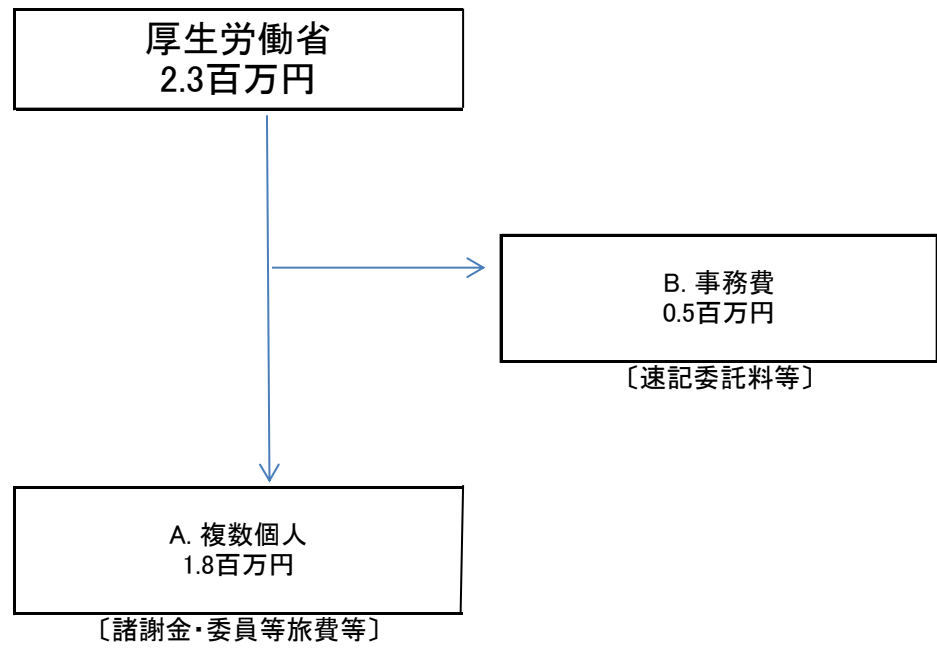 厚生労働省
2.3百万円
B. 事務費
0.5百万円
〔速記委託料等〕
A. 複数個人
1.8百万円
〔諸謝金・委員等旅費等〕